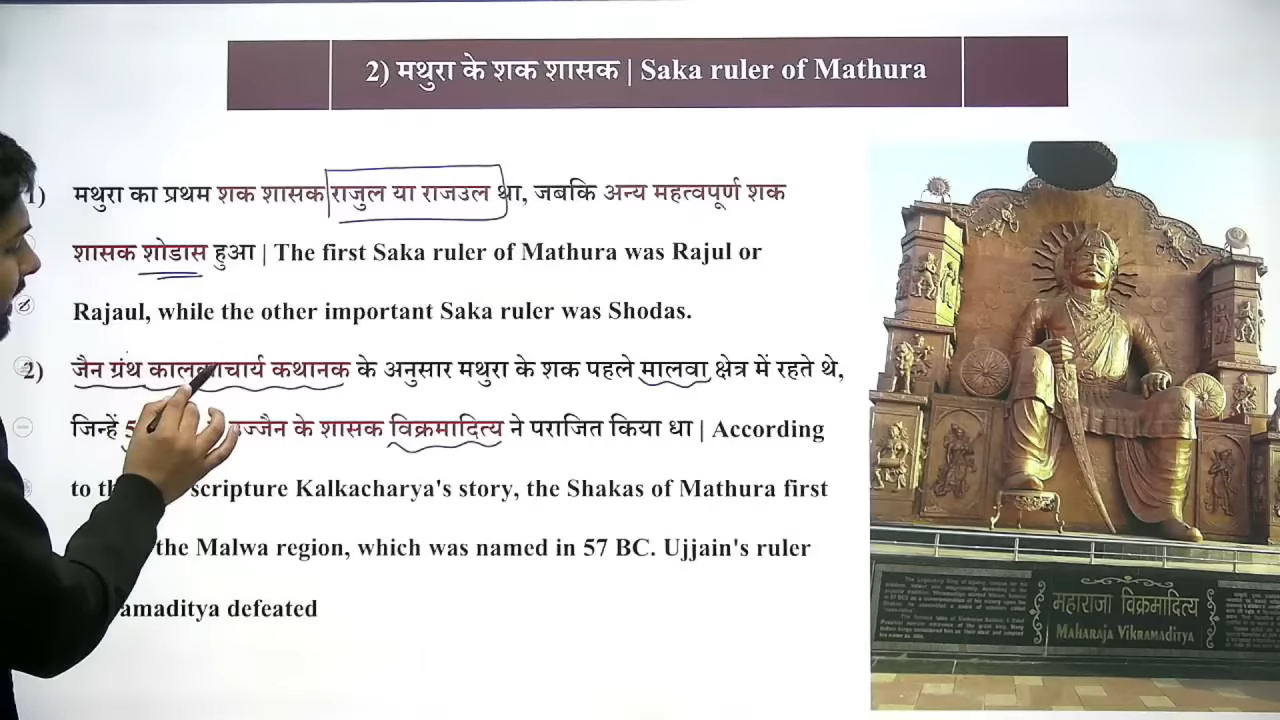 2) मथुरा के शक शासक | Saka ruler of Mathura
1) मथुरा का प्रथम शक शासक राजुल या राजउल था, जबकि अन्य महत्वपूर्ण शक
शासक शोडास हुआ | The first Saka ruler of Mathura was Rajul or
Rajaul, while the other important Saka ruler was Shodas.
2) जैन ग्रंथ कालकाचार्य कथानक के अनुसार मथुरा के शक पहले मालवा क्षेत्र में रहते थे,
जिन्हें 5 उज्जैन के शासक विक्रमादित्य ने पराजित किया था | According
to scripture Kalkacharya's story, the Shakas of Mathura first
the Malwa region, which was named in 57 BC. Ujjain's ruler
amaditya defeated
महाराजा विक्रमादित्य
MAHARAJA VIKRAMADITYA